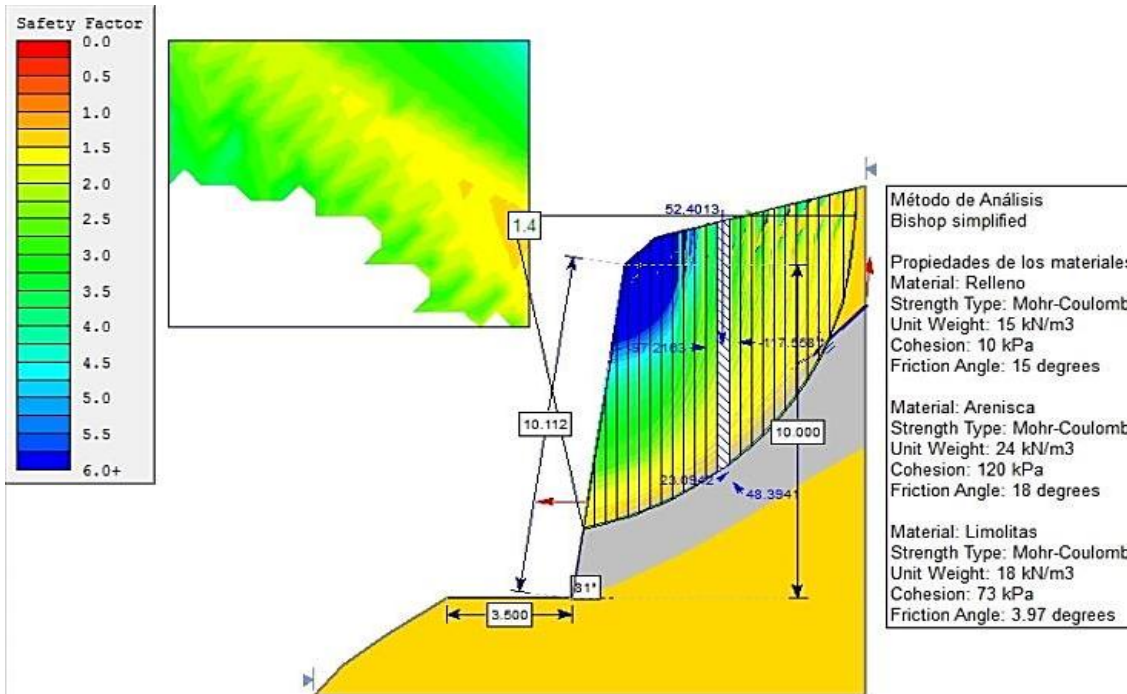 Safety Factor
0.0
0.5
1.0
1.5
2.0
2.5
3.0
3.5
4.0
4.5
5.0
5.5
6.0+
1.4
52.4013
117.558
10.112
10.000
23.0942
48.3941
81°
3.500
Método de Análisis
Bishop simplified
Propiedades de los materiales
Material: Relleno
Strength Type: Mohr-Coulomb
Unit Weight: 15 kN/m3
Cohesion: 10 kPa
Friction Angle: 15 degrees
Material: Arenisca
Strength Type: Mohr-Coulomb
Unit Weight: 24 kN/m3
Cohesion: 120 kPa
Friction Angle: 18 degrees
Material: Limolitas
Strength Type: Mohr-Coulomb
Unit Weight: 18 kN/m3
Cohesion: 73 kPa
Friction Angle: 3.97 degrees